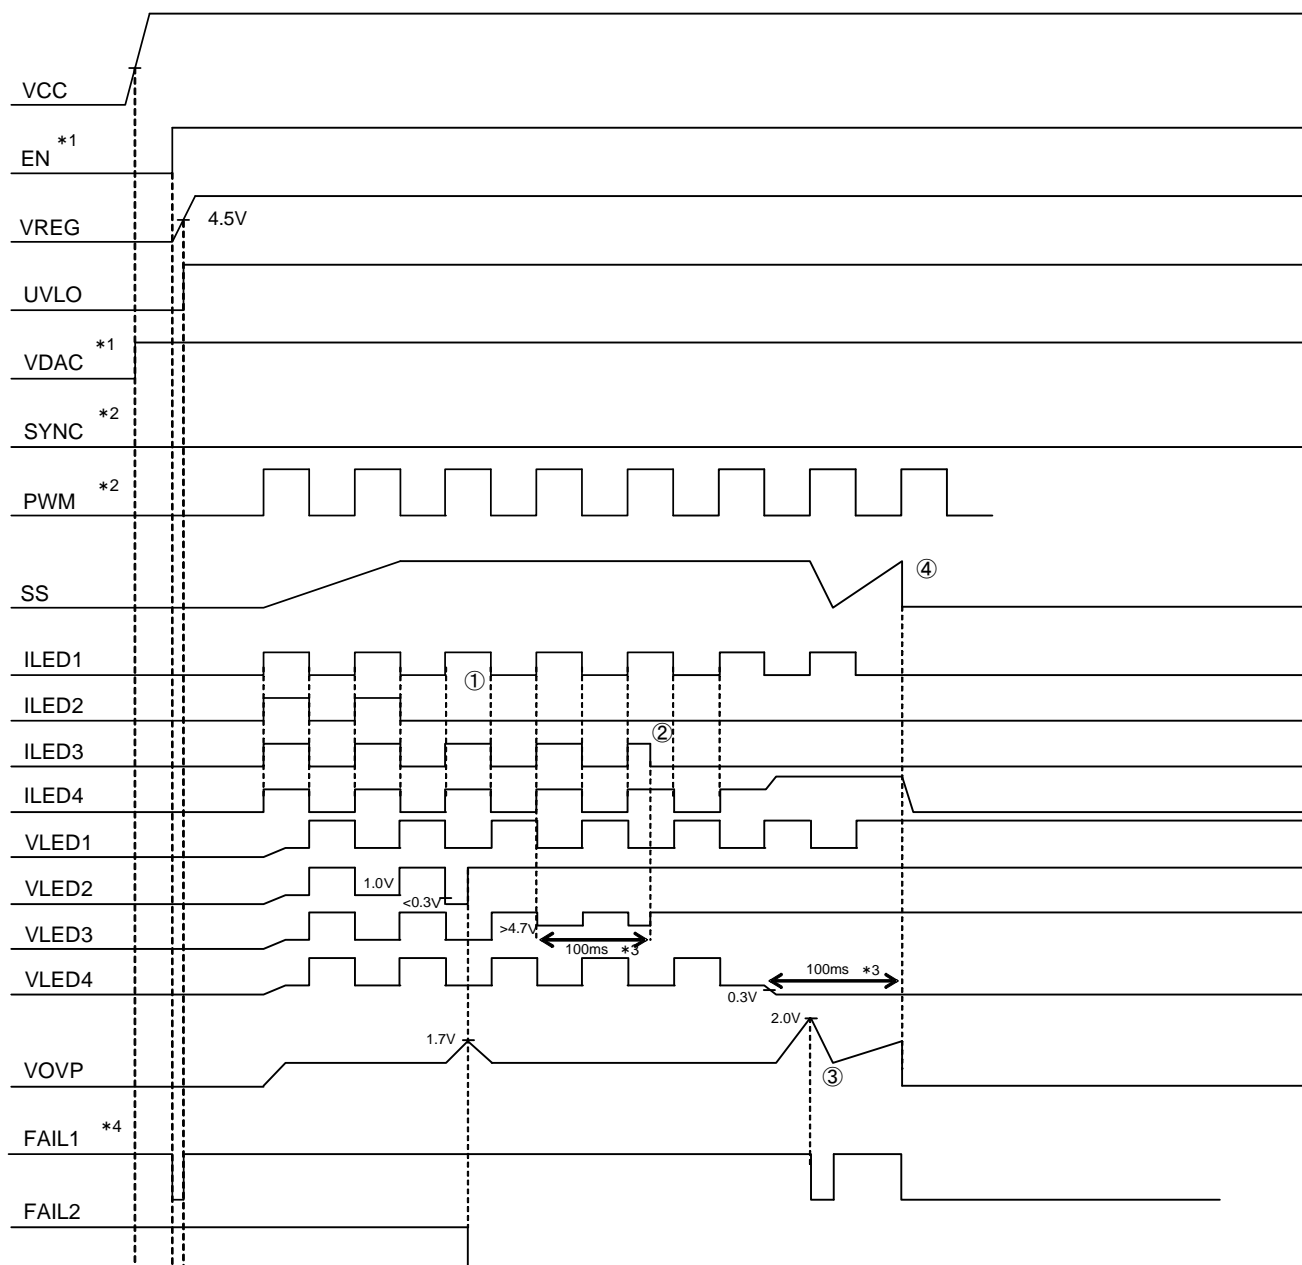 VCC
EN *1
VREG 4.5V
UVLO
VDAC *1
SYNC *2
PWM *2
SS ④
ILED1 ①
ILED2
ILED3 ②
ILED4
VLED1
VLED2 1.0V <0.3V
VLED3 >4.7V 100ms *3
VLED4 0.3V 100ms *3
VOVP 1.7V 2.0V ③
FAIL1 *4
FAIL2